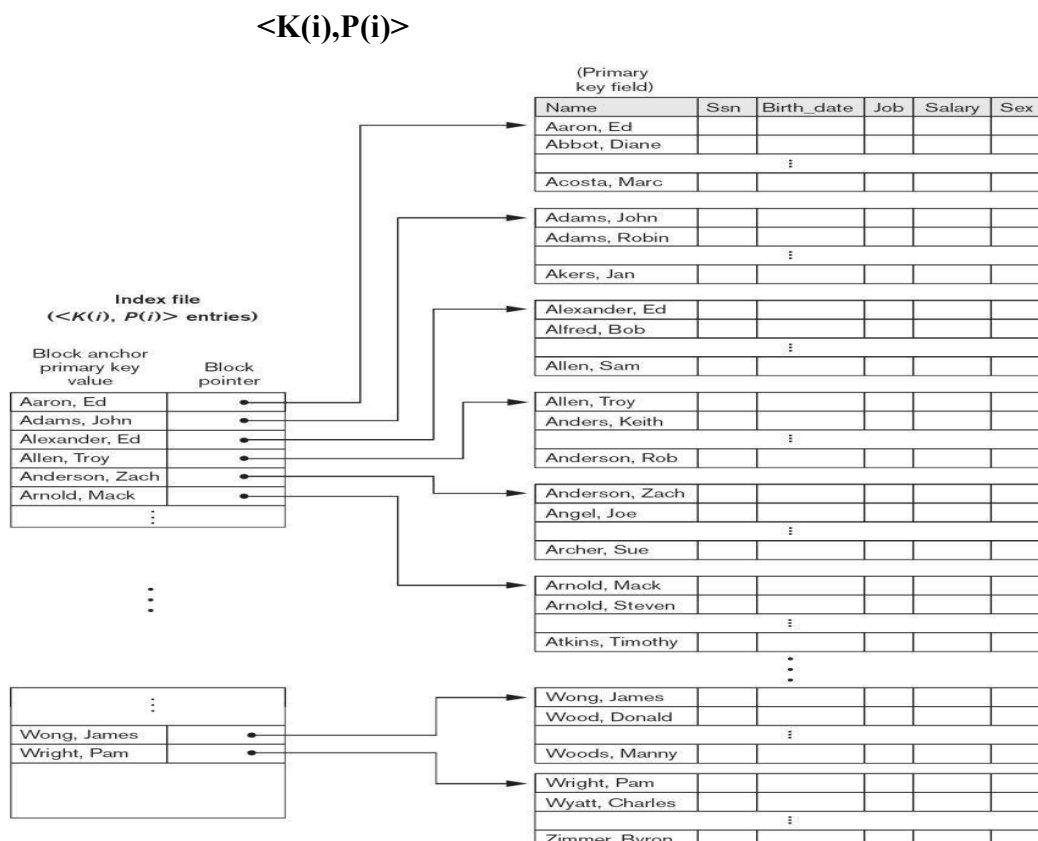 <K(i),P(i)>
(Primary
key field)
Name Ssn Birth_date Job Salary Sex
Aaron, Ed
Abbot, Diane
⋮
Acosta, Marc
Adams, John
Adams, Robin
⋮
Akers, Jan
Alexander, Ed
Alfred, Bob
⋮
Allen, Sam
Allen, Troy
Anders, Keith
⋮
Anderson, Rob
Anderson, Zach
Angel, Joe
⋮
Archer, Sue
Arnold, Mack
Arnold, Steven
⋮
Atkins, Timothy
⋮
Wong, James
Wood, Donald
⋮
Woods, Manny
Wright, Pam
Wyatt, Charles
⋮
Zimmer, Byron
Index file
(<K(i), P(i)> entries)
Block anchor
primary key
value
Block
pointer
Aaron, Ed
Adams, John
Alexander, Ed
Allen, Troy
Anderson, Zach
Arnold, Mack
⋮
⋮
⋮
Wong, James
Wright, Pam